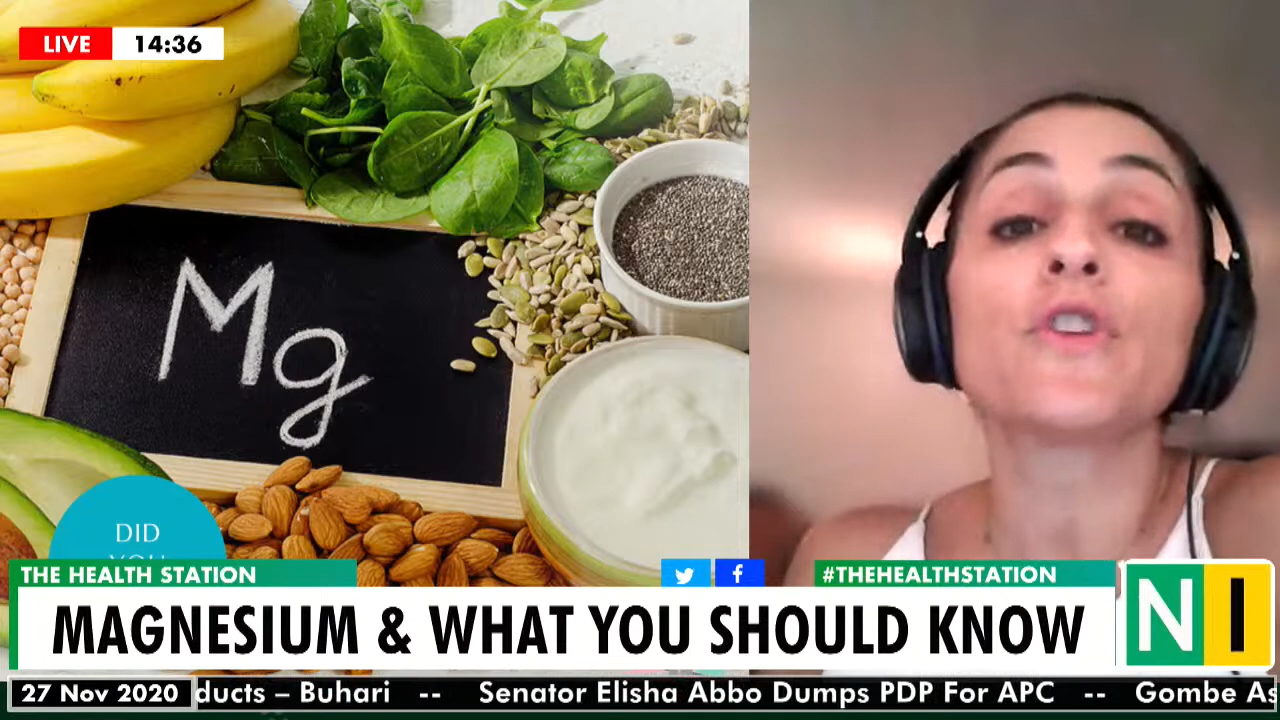 LIVE 14:36
Mg
DID
YOU
THE HEALTH STATION
#THEHEALTHSTATION
MAGNESIUM & WHAT YOU SHOULD KNOW
NI
27 Nov 2020 ducts – Buhari -- Senator Elisha Abbo Dumps PDP For APC -- Gombe As